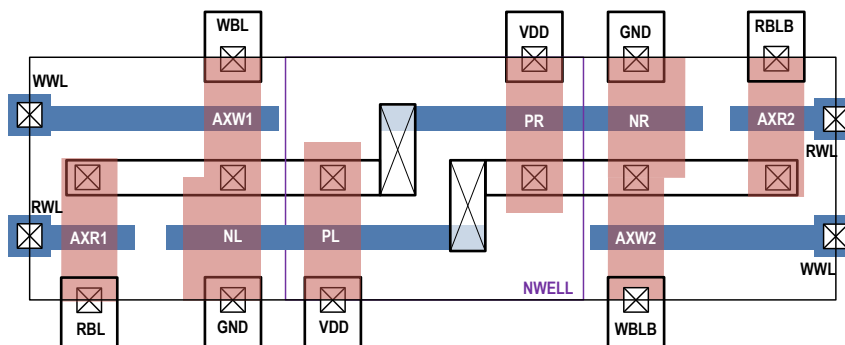 WBL
VDD
GND
RBLB
WWL
AXW1
PR
NR
AXR2
RWL
RWL
AXR1
NL
PL
AXW2
WWL
NWELL
RBL
GND
VDD
WBLB